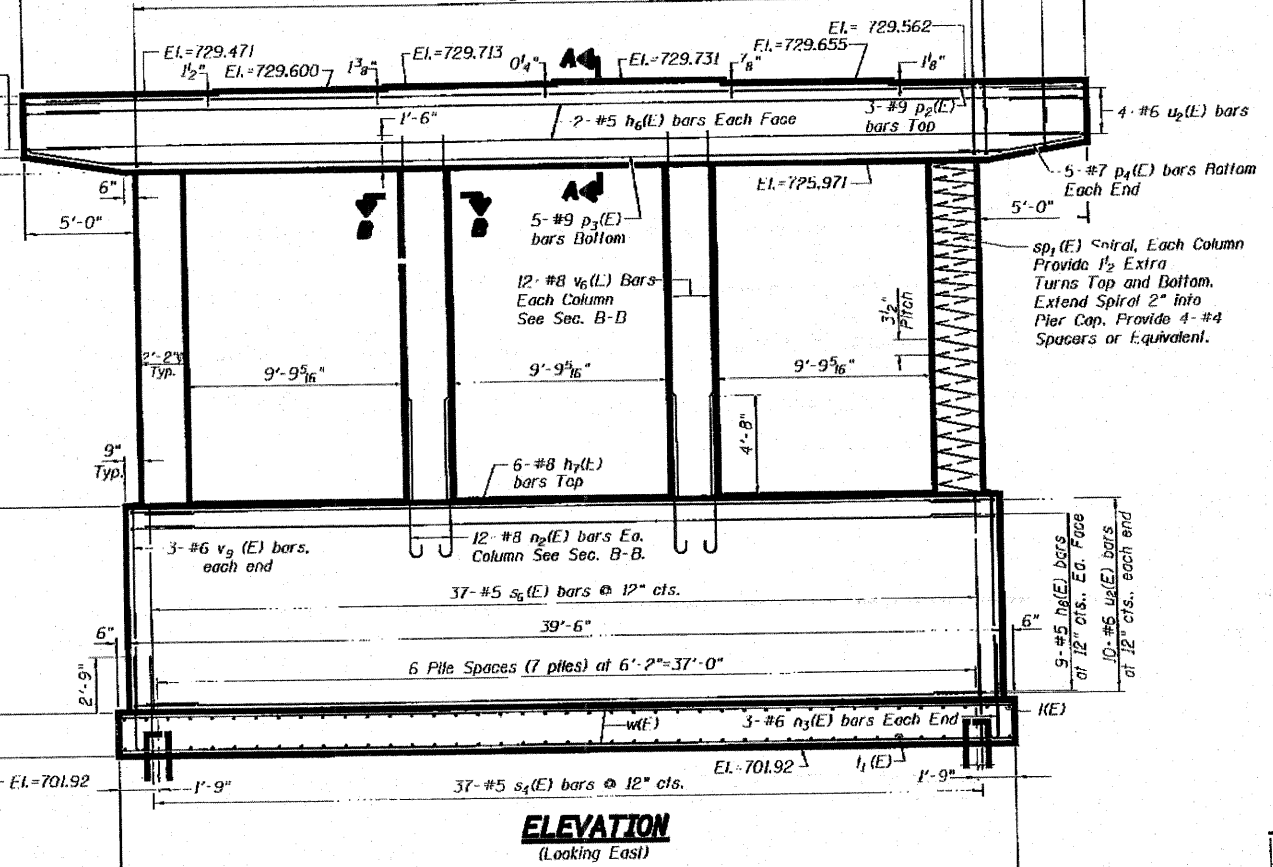 El.=729.562
El.=729.471
El.=729.713
El.=729.655
1½"
El.=729.600
1⅜"
0¼"
A
El.=729.731
⅞"
1⅛"
1'-6"
2-#5 h6(E) bars Each Face
3-#9 p2(E)
bars Top
4-#6 u2(E) bars
6"
A
El.=725.971
5-#7 p4(E) bars Bottom
Each End
5'-0"
B
B
5-#9 p3(E)
bars Bottom
5'-0"
sp1(E) Spiral, Each Column
Provide 1½ Extra
Turns Top and Bottom.
Extend Spiral 2" into
Pier Cap. Provide 4-#4
Spacers or Equivalent.
12-#8 v6(E) Bars
Each Column
See Sec. B-B
3½"
Pitch
Typ.
9'-9 5/16"
9'-9 5/16"
9'-9 5/16"
4'-8"
9"
Typ.
6-#8 h7(E)
bars Top
3-#6 v9 (E) bars,
each end
12-#8 n2(E) bars Ea.
Column See Sec. B-B.
37-#5 s6(E) bars @ 12" cts.
9-#5 h8(E) bars
at 12" cts., Ea. Face
10-#6 u2(E) bars
at 12" cts., each end
6"
39'-6"
6"
2'-9"
6 Pile Spaces (7 piles) at 6'-2"=37'-0"
w(E)
3-#6 n3(E) bars Each End
El.=701.92
1'-9"
El.=701.92
t1(E)
1'-9"
37-#5 s4(E) bars @ 12" cts.
ELEVATION
(Looking East)